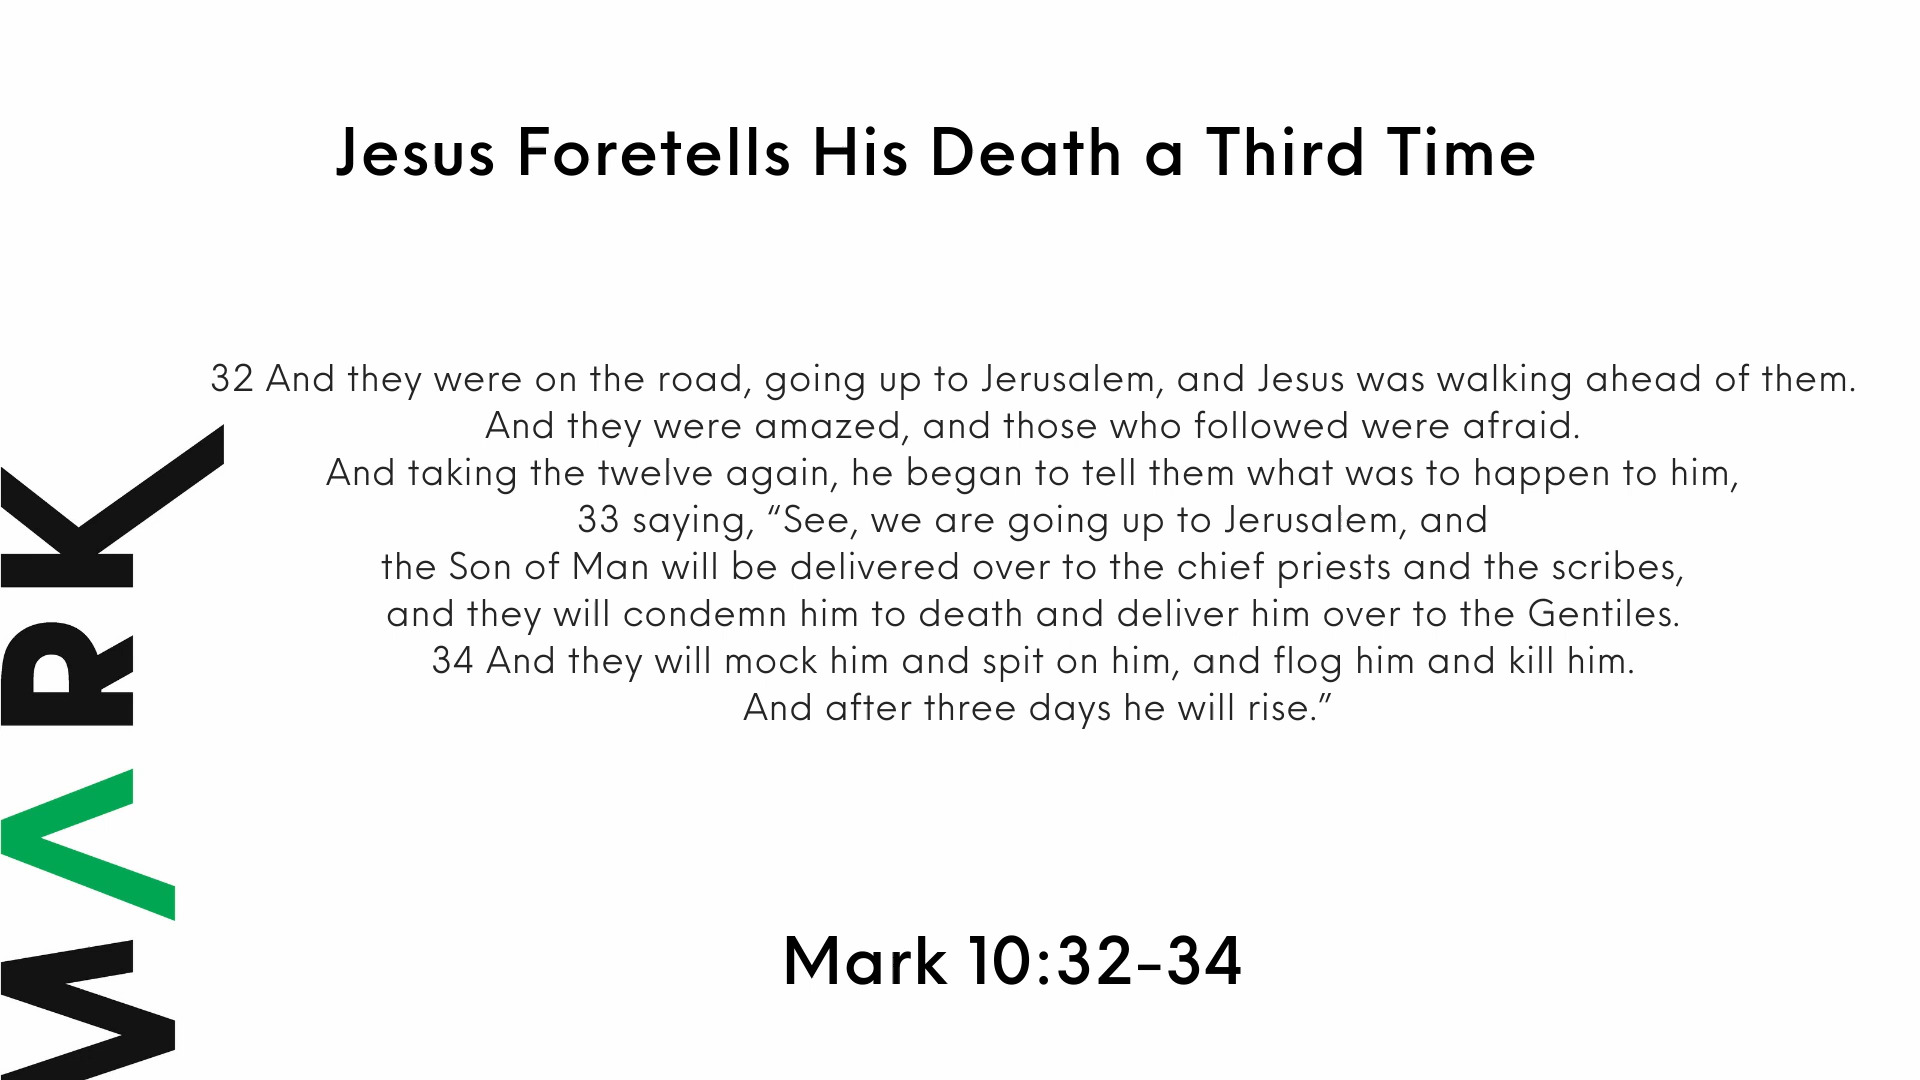 Jesus Foretells His Death a Third Time
32 And they were on the road, going up to Jerusalem, and Jesus was walking ahead of them.
And they were amazed, and those who followed were afraid.
And taking the twelve again, he began to tell them what was to happen to him,
33 saying, “See, we are going up to Jerusalem, and
the Son of Man will be delivered over to the chief priests and the scribes,
and they will condemn him to death and deliver him over to the Gentiles.
34 And they will mock him and spit on him, and flog him and kill him.
And after three days he will rise.”
Mark 10:32-34
MΛRK